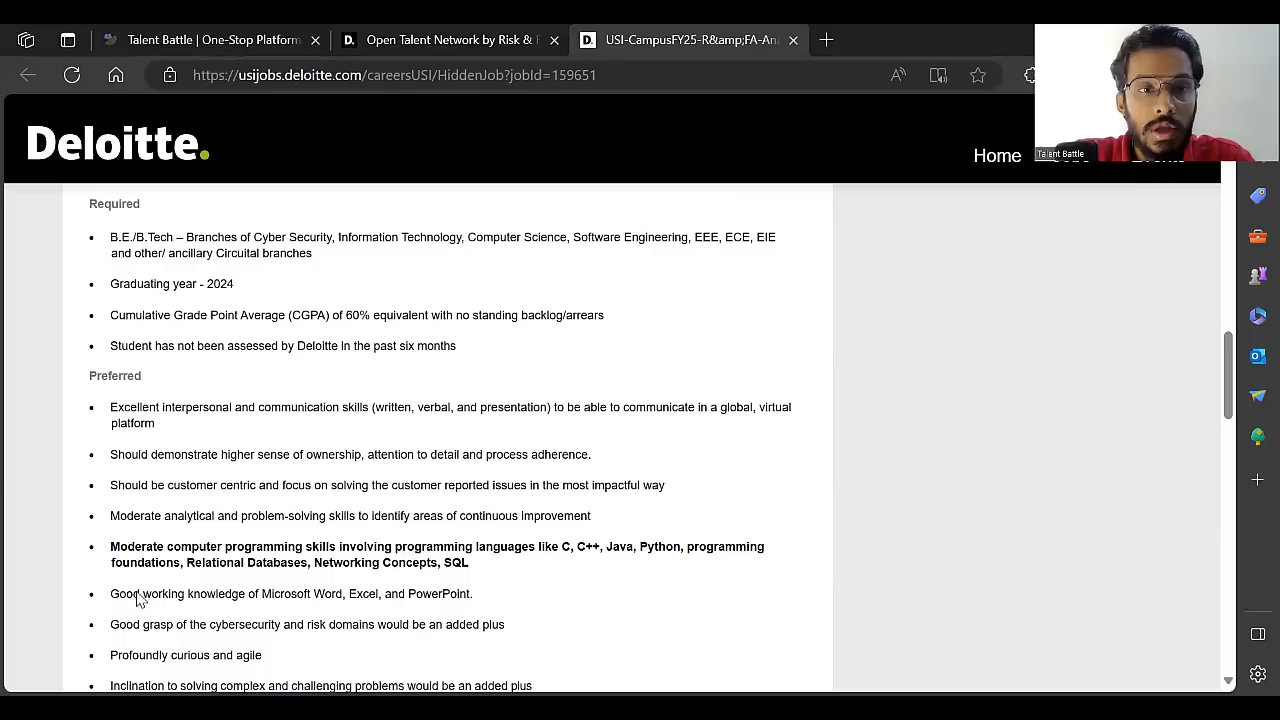 Talent Battle | One-Stop Platform
Open Talent Network by Risk & F
USI-CampusFY25-R&amp;FA-An
https://usijobs.deloitte.com/careersUSI/HiddenJob?jobId=159651
Deloitte.
Home
Talent Battle
Required
B.E./B.Tech – Branches of Cyber Security, Information Technology, Computer Science, Software Engineering, EEE, ECE, EIE
and other/ ancillary Circuital branches
Graduating year - 2024
Cumulative Grade Point Average (CGPA) of 60% equivalent with no standing backlog/arrears
Student has not been assessed by Deloitte in the past six months
Preferred
Excellent interpersonal and communication skills (written, verbal, and presentation) to be able to communicate in a global, virtual
platform
Should demonstrate higher sense of ownership, attention to detail and process adherence.
Should be customer centric and focus on solving the customer reported issues in the most impactful way
Moderate analytical and problem-solving skills to identify areas of continuous improvement
Moderate computer programming skills involving programming languages like C, C++, Java, Python, programming
foundations, Relational Databases, Networking Concepts, SQL
Good working knowledge of Microsoft Word, Excel, and PowerPoint.
Good grasp of the cybersecurity and risk domains would be an added plus
Profoundly curious and agile
Inclination to solving complex and challenging problems would be an added plus